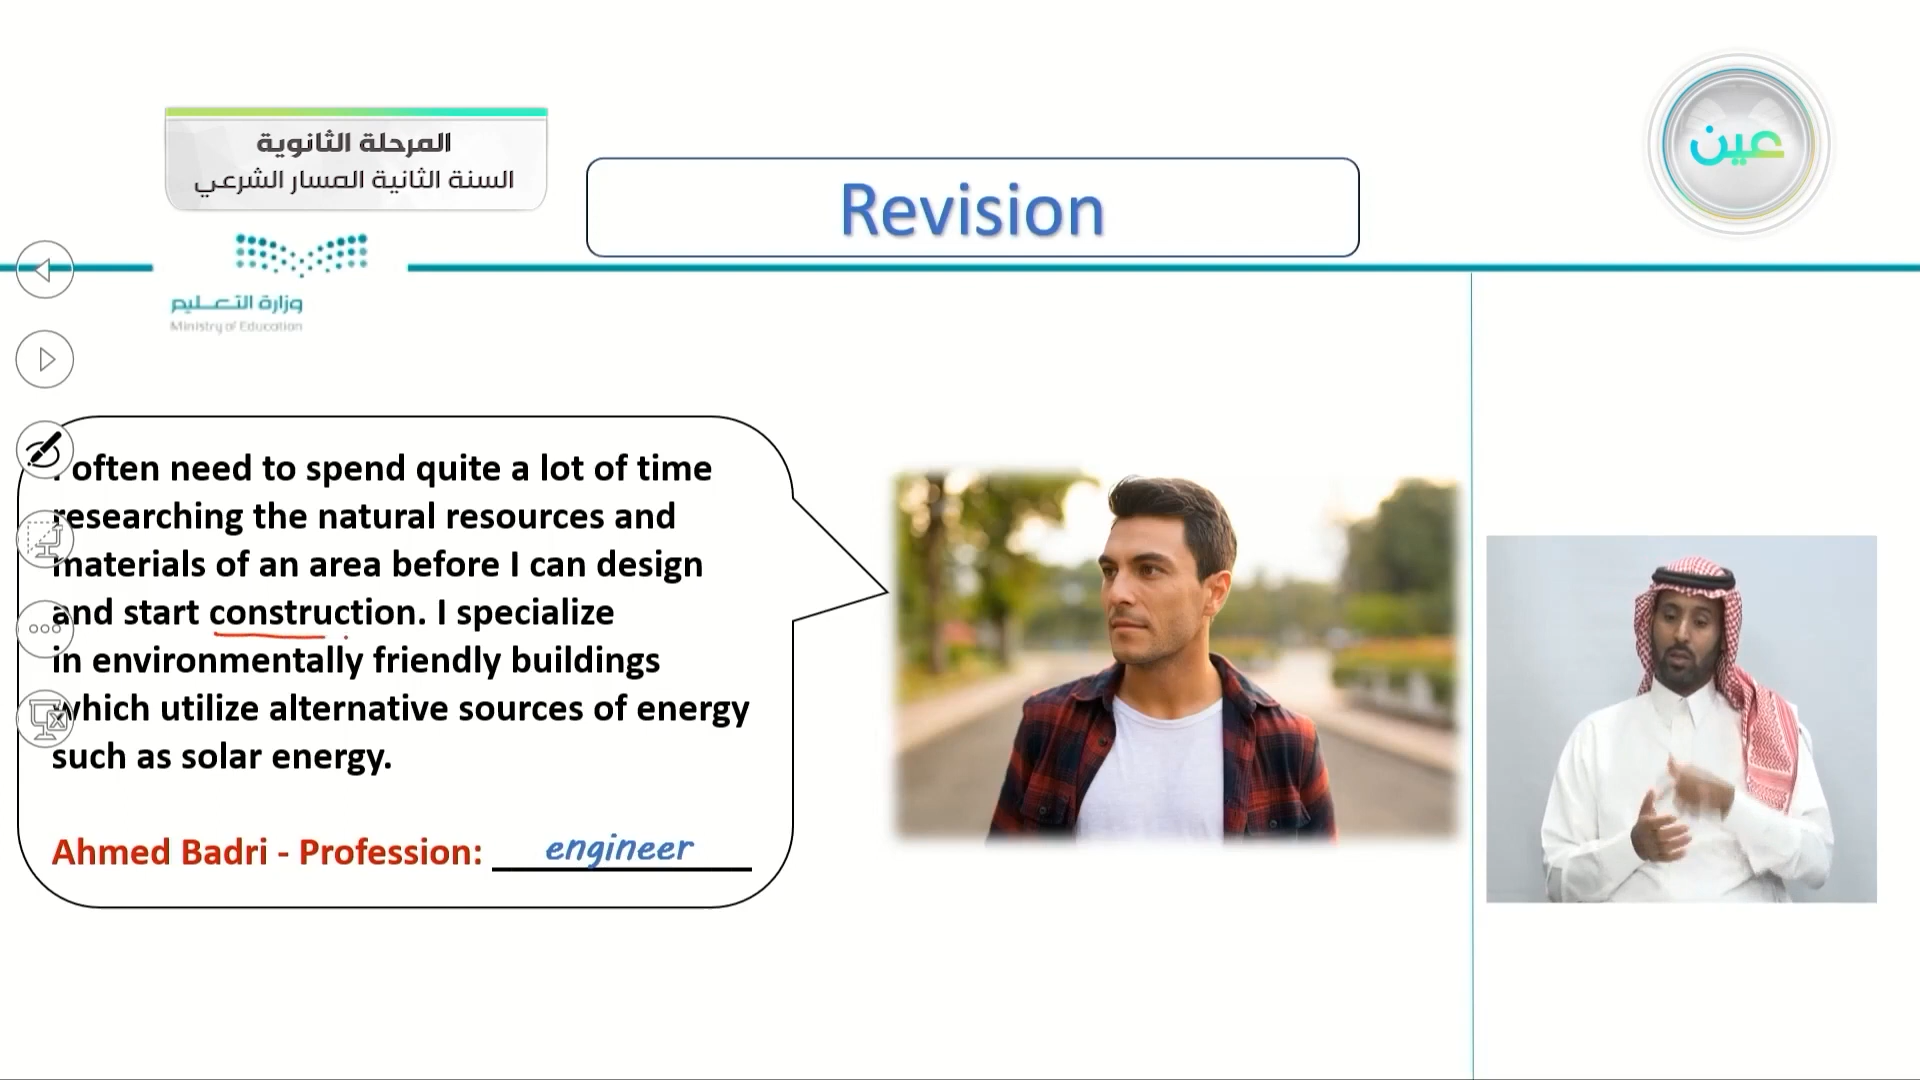 المرحلة الثانوية
السنة الثانية المسار الشرعي
عين
Revision
وزارة التعليم
Ministry of Education
often need to spend quite a lot of time
researching the natural resources and
materials of an area before I can design
and start construction. I specialize
in environmentally friendly buildings
which utilize alternative sources of energy
such as solar energy.
Ahmed Badri - Profession: engineer